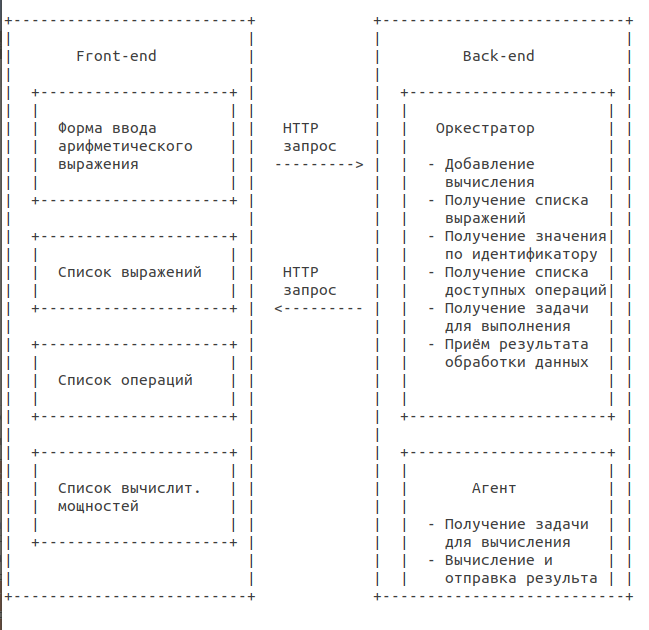 Front-end
Форма ввода
арифметического
выражения
Список выражений
Список операций
Список вычислит.
мощностей
HTTP
запрос
--------->
HTTP
запрос
<---------
Back-end
Оркестратор
- Добавление
вычисления
- Получение списка
выражений
- Получение значения
по идентификатору
- Получение списка
доступных операций
- Получение задачи
для выполнения
- Приём результата
обработки данных
Агент
- Получение задачи
для вычисления
- Вычисление и
отправка результа